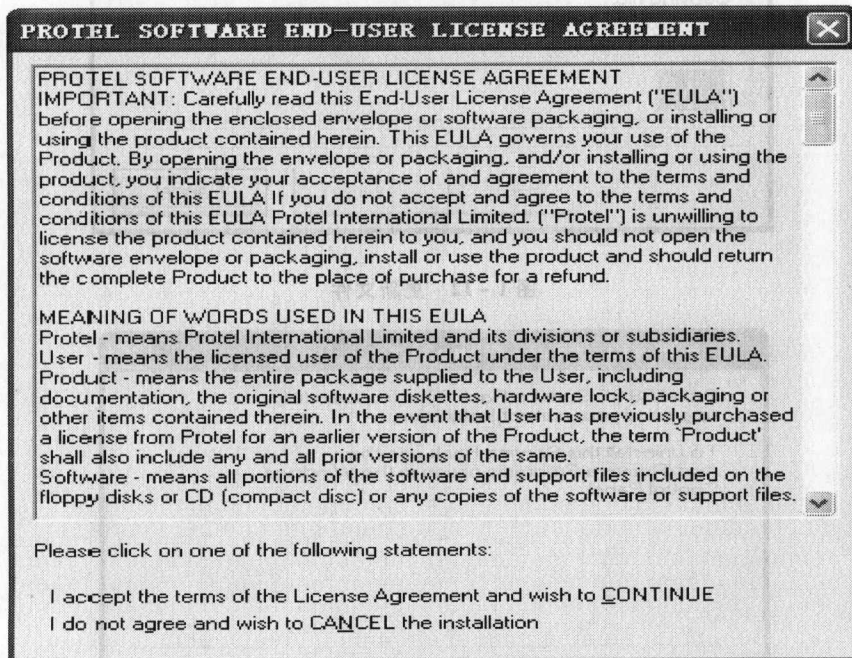 PROTEL SOFTWARE END-USER LICENSE AGREEMENT
PROTEL SOFTWARE END-USER LICENSE AGREEMENT
IMPORTANT: Carefully read this End-User License Agreement ("EULA")
before opening the enclosed envelope or software packaging, or installing or
using the product contained herein. This EULA governs your use of the
Product. By opening the envelope or packaging, and/or installing or using the
product, you indicate your acceptance of and agreement to the terms and
conditions of this EULA If you do not accept and agree to the terms and
conditions of this EULA Protel International Limited. ("Protel") is unwilling to
license the product contained herein to you, and you should not open the
software envelope or packaging, install or use the product and should return
the complete Product to the place of purchase for a refund.
MEANING OF WORDS USED IN THIS EULA
Protel - means Protel International Limited and its divisions or subsidiaries.
User - means the licensed user of the Product under the terms of this EULA.
Product - means the entire package supplied to the User, including
documentation, the original software diskettes, hardware lock, packaging or
other items contained therein. In the event that User has previously purchased
a license from Protel for an earlier version of the Product, the term `Product'
shall also include any and all prior versions of the same.
Software - means all portions of the software and support files included on the
floppy disks or CD (compact disc) or any copies of the software or support files.
Please click on one of the following statements:
I accept the terms of the License Agreement and wish to CONTINUE
I do not agree and wish to CANCEL the installation